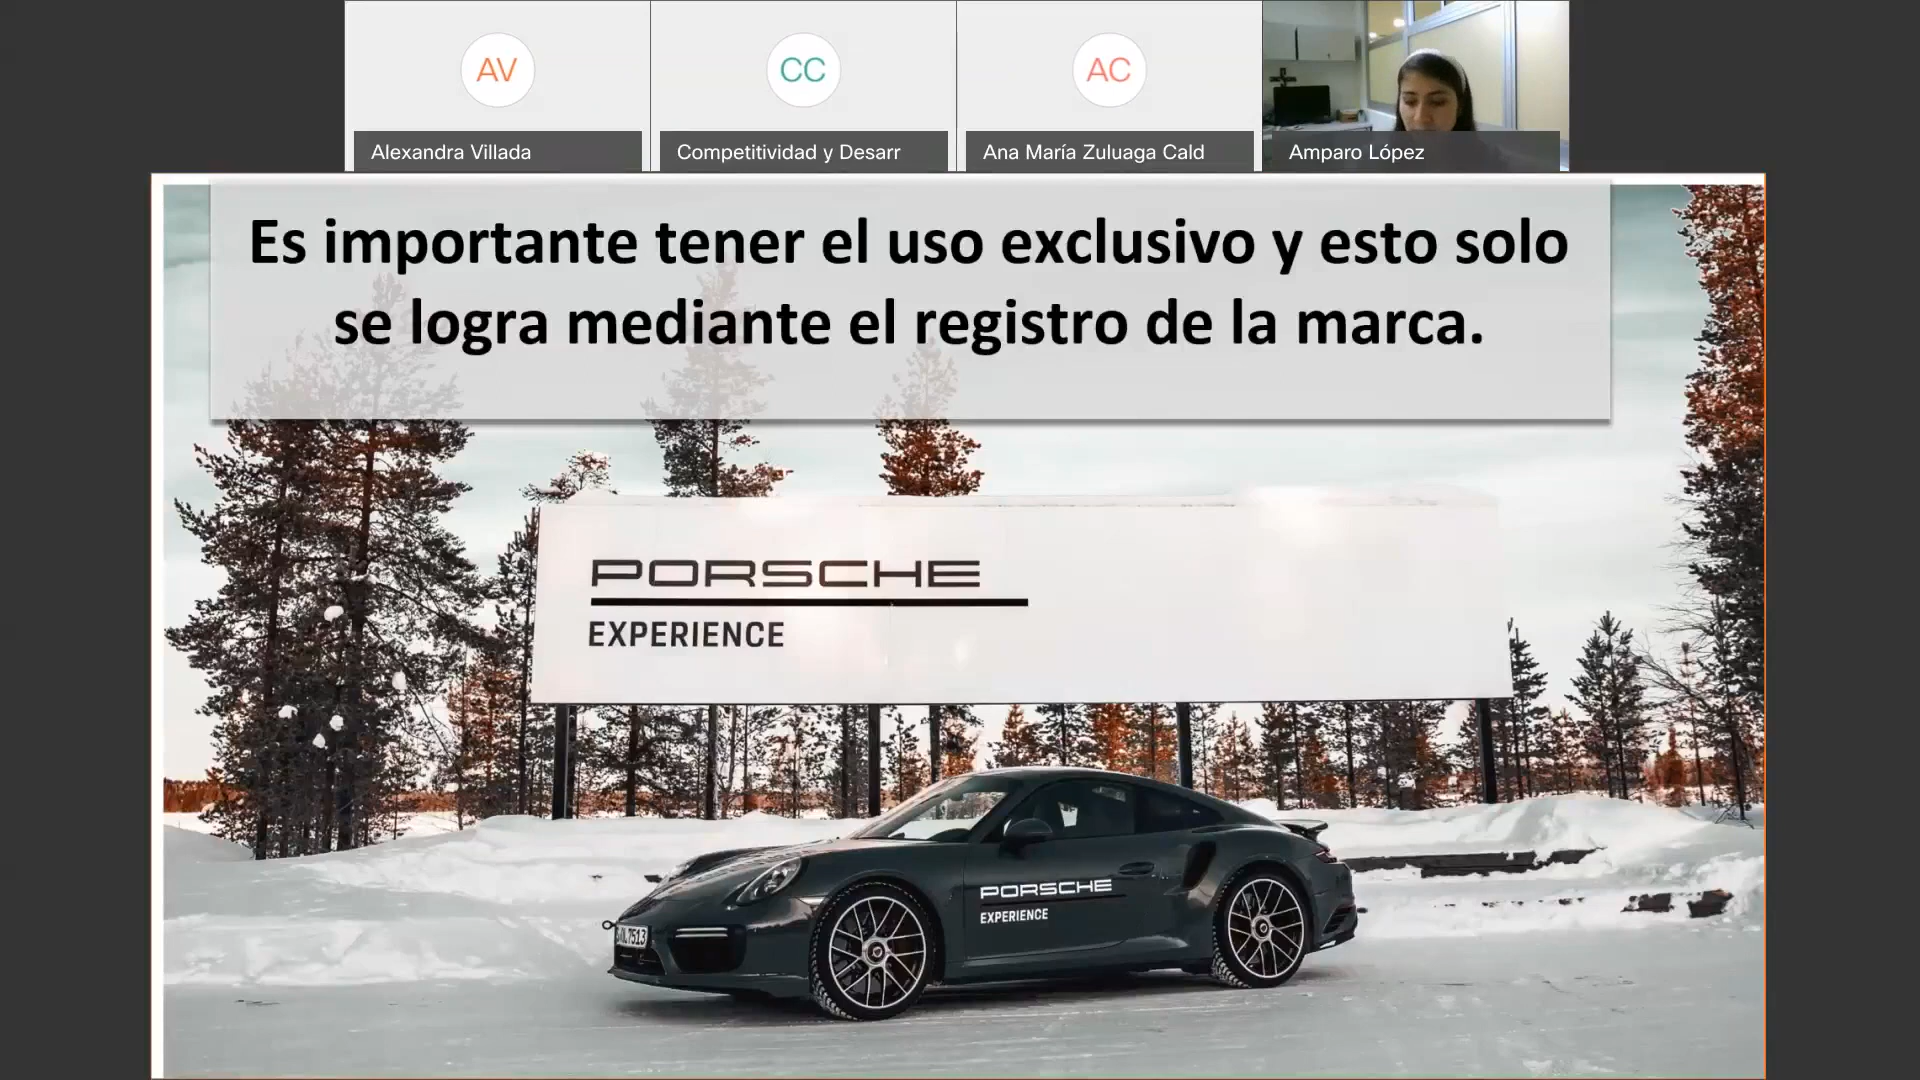 AV
CC
AC
Alexandra Villada
Competitividad y Desarr
Ana María Zuluaga Cald
Amparo López
Es importante tener el uso exclusivo y esto solo
se logra mediante el registro de la marca.
PORSCHE
EXPERIENCE
PORSCHE
EXPERIENCE